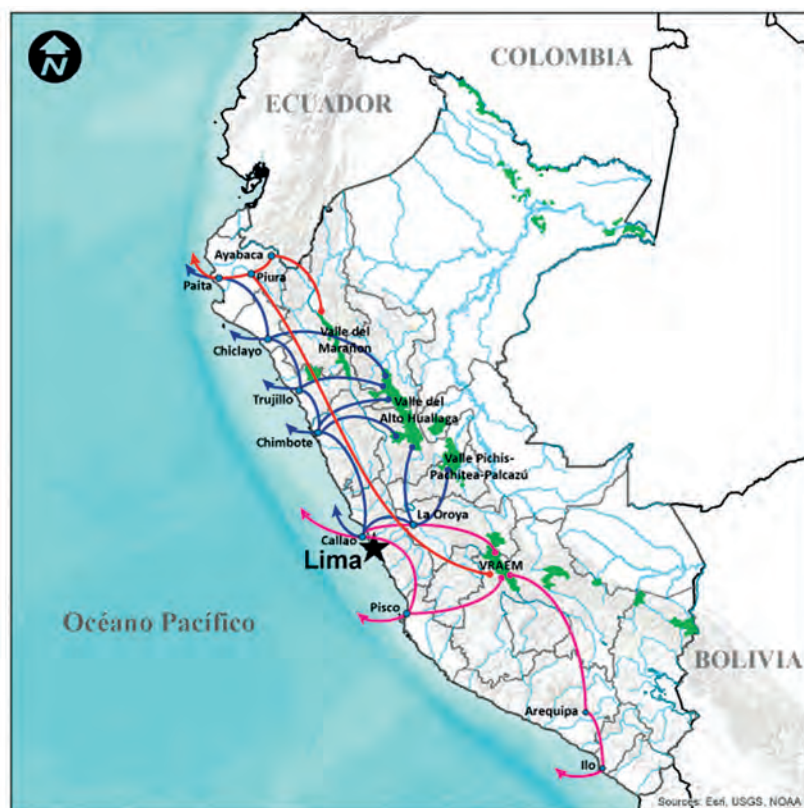 N
COLOMBIA
ECUADOR
Ayabaca
Piura
Paita
Valle del
Marañon
Chiclayo
Trujillo
Valle del
Alto Huallaga
Chimbote
Valle Pichis-
Pachitea-Palcazú
La Oroya
Callao
Lima
VRAEM
Pisco
Océano Pacífico
BOLIVIA
Arequipa
Ilo
Sources: Esri, USGS, NOAA